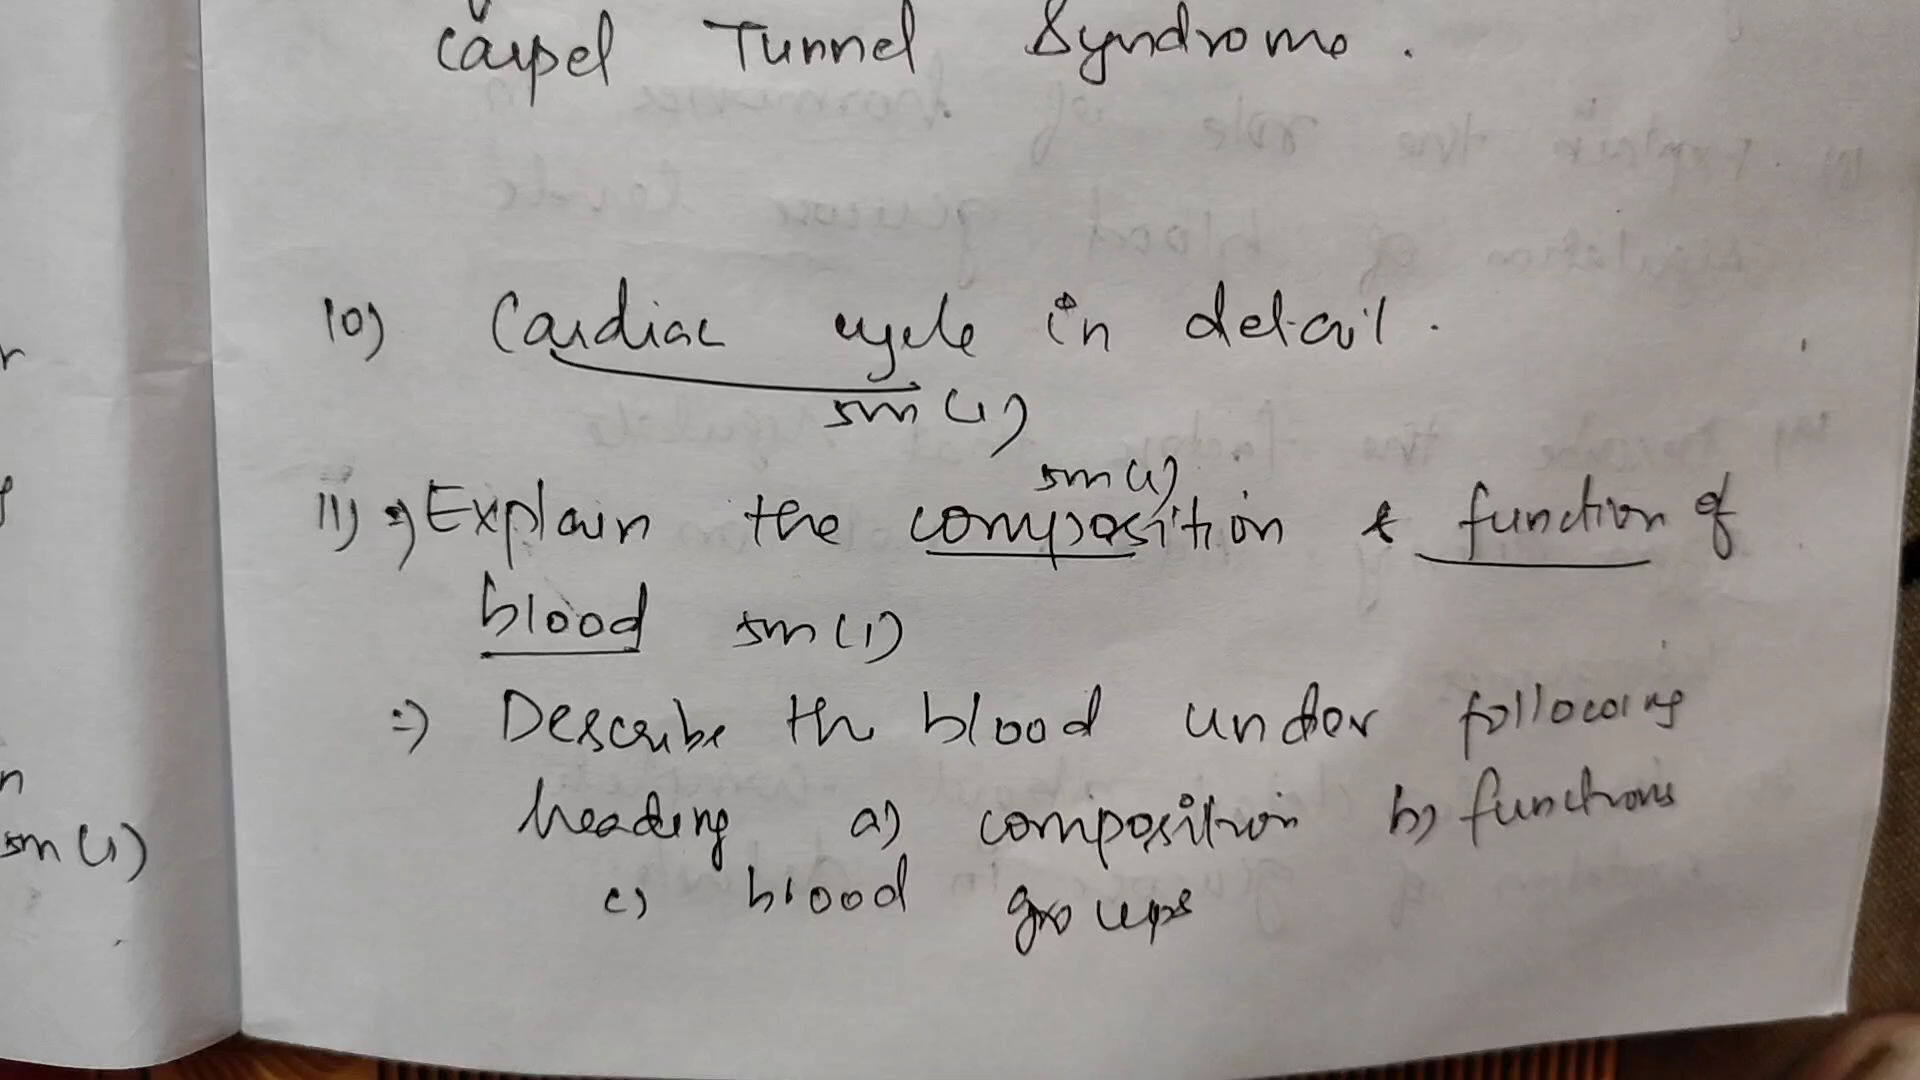 Carpel Tunnel Syndrome.
10) Cardiac cycle in detail.
5m (1)
5m (1)
11) => Explain the composition & function of
blood 5m (1)
=> Describe the blood under following
heading a) composition b) functions
c) blood groups
5m (1)